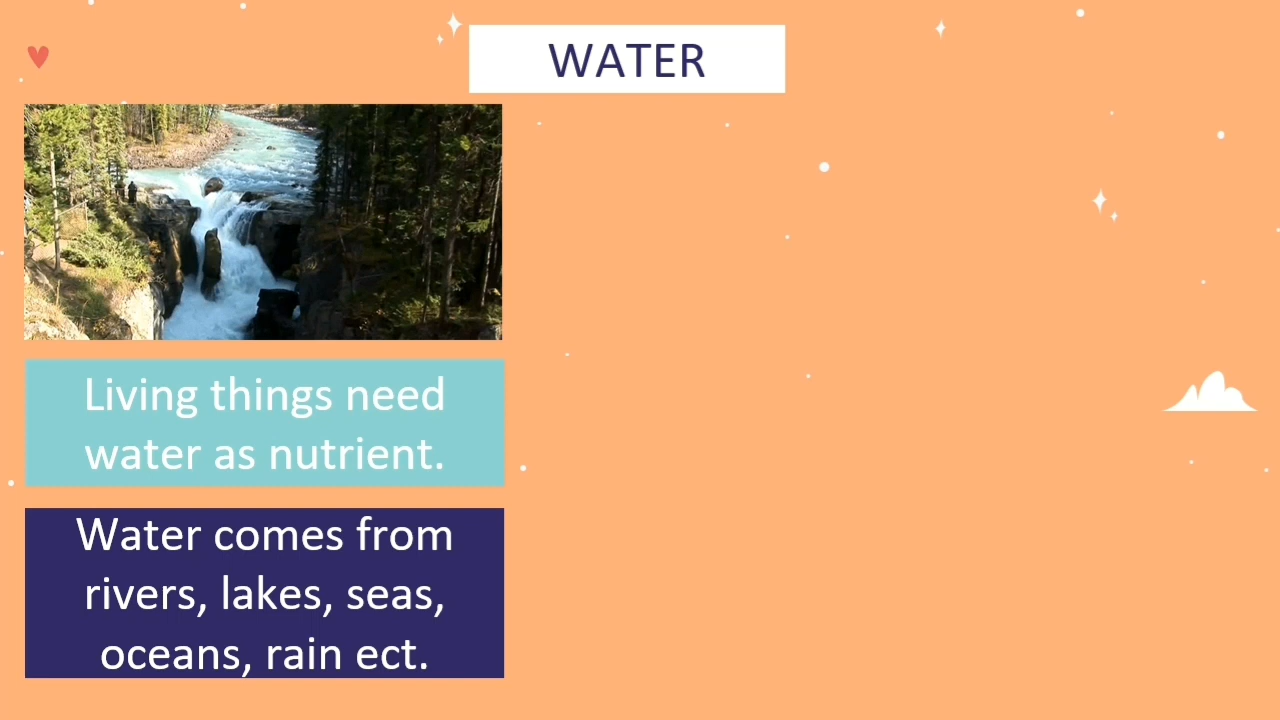 WATER
Living things need
water as nutrient.
Water comes from
rivers, lakes, seas,
oceans, rain ect.